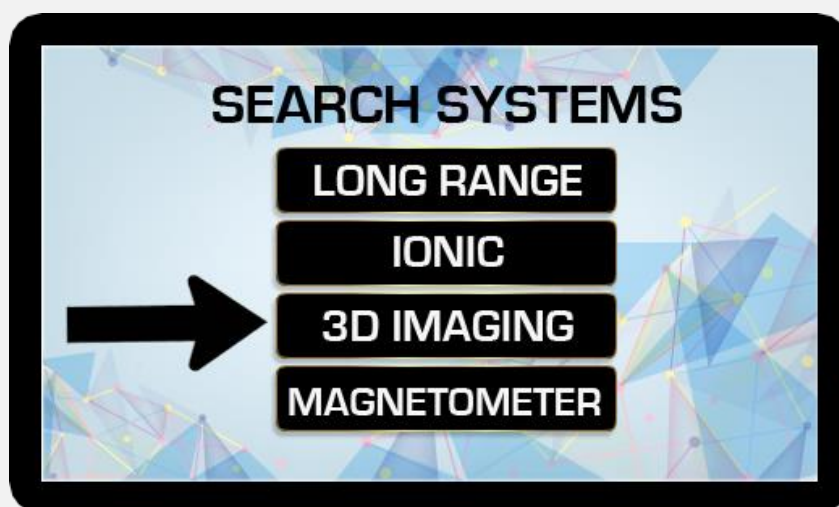 SEARCH SYSTEMS
LONG RANGE
IONIC
3D IMAGING
MAGNETOMETER